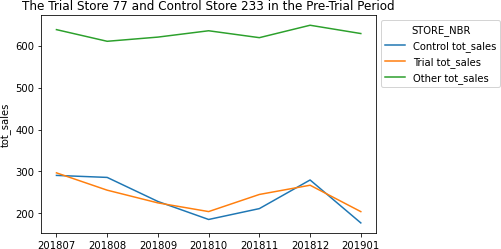 The Trial Store 77 and Control Store 233 in the Pre-Trial Period
STORE_NBR
Control tot_sales
Trial tot_sales
Other tot_sales
tot_sales
600
500
400
300
200
201807 201808 201809 201810 201811 201812 201901